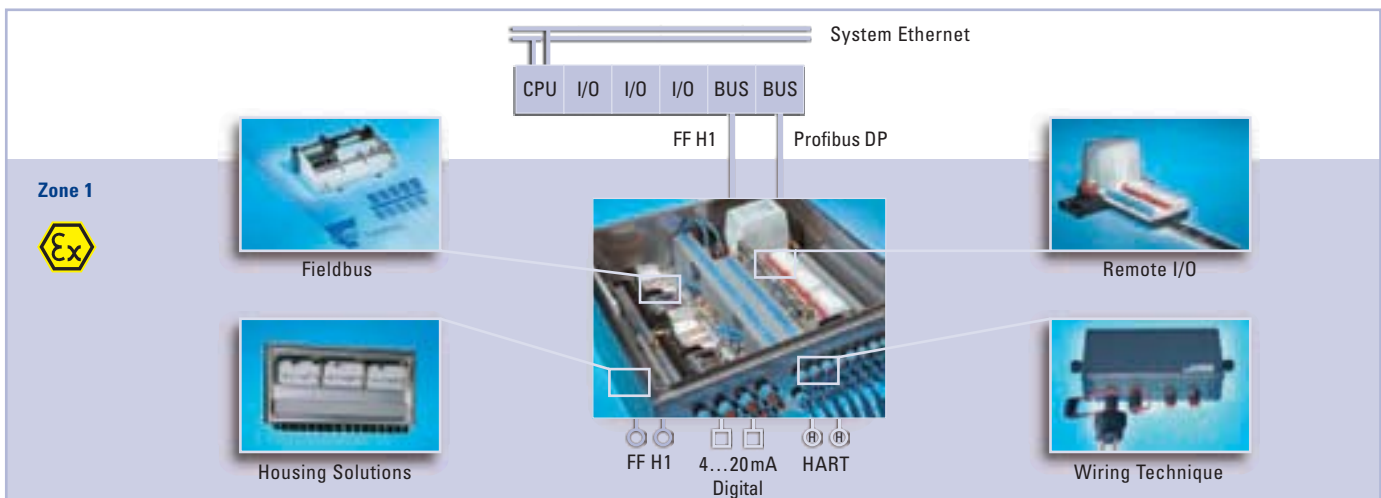 System Ethernet
CPU I/O I/O I/O BUS BUS
FF H1 Profibus DP
Zone 1
Ex
Fieldbus
Remote I/O
Housing Solutions
FF H1
4...20mA
Digital
H H
HART
Wiring Technique